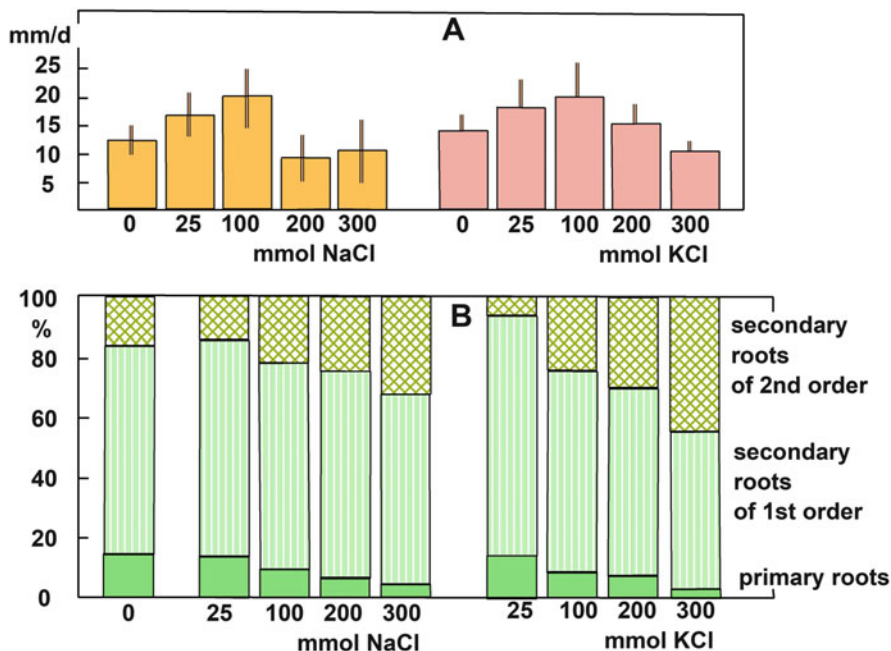 A
mm/d
25
20
15
10
5
0 25 100 200 300
mmol NaCl
0 25 100 200 300
mmol KCl
B
100
%
80
60
40
20
0
0 25 100 200 300
mmol NaCl
25 100 200 300
mmol KCl
secondary
roots
of 2nd order
secondary
roots
of 1st order
primary roots